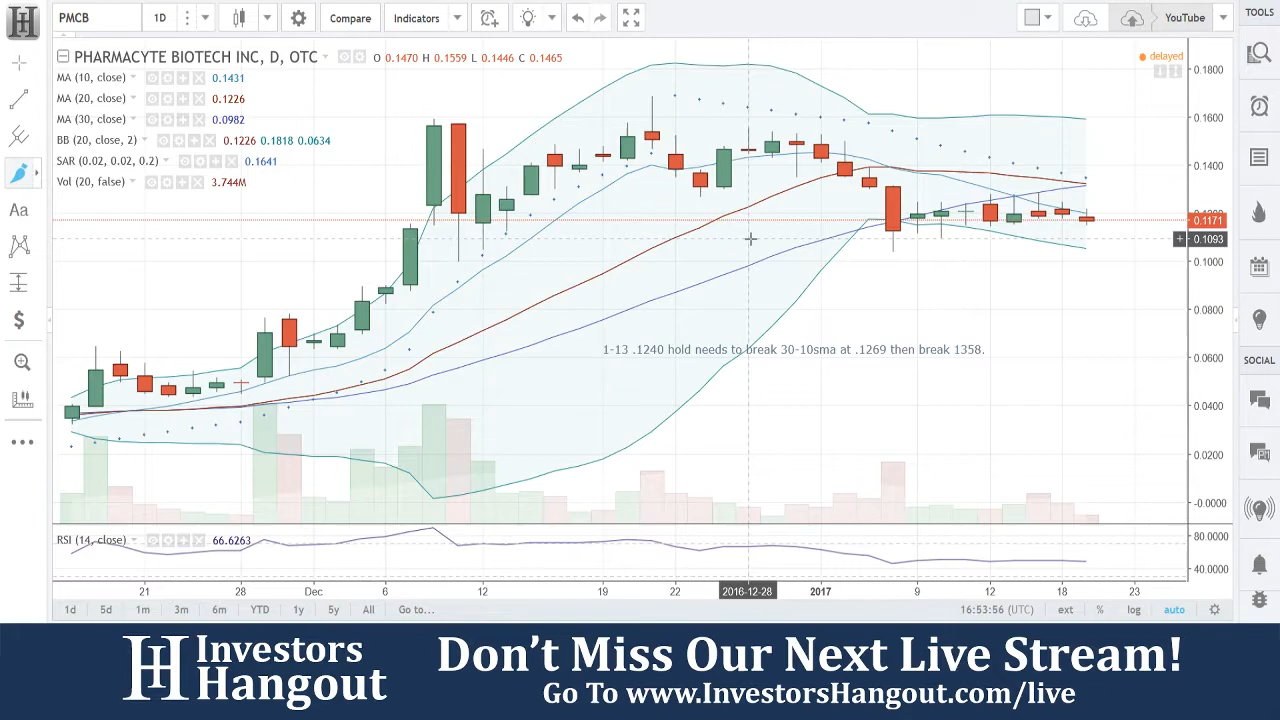 PMCB 1D Compare Indicators YouTube TOOLS
PHARMACYTE BIOTECH INC, D, OTC O 0.1470 H 0.1559 L 0.1446 C 0.1465
delayed
MA (10, close) 0.1431
MA (20, close) 0.1226
MA (30, close) 0.0982
BB (20, close, 2) 0.1226 0.1818 0.0634
SAR (0.02, 0.02, 0.2) 0.1641
Vol (20, false) 3.744M
0.1800
0.1600
0.1400
0.1171
0.1093
0.1000
0.0800
0.0600
0.0400
0.0200
-0.0000
Aa
$
SOCIAL
1-13 .1240 hold needs to break 30-10sma at .1269 then break 1358.
RSI (14, close) 66.6263
80.0000
40.0000
21 28 Dec 6 12 19 22 2016-12-28 2017 9 12 18 23
1d 5d 1m 3m 6m YTD 1y 5y All Go to... 16:53:56 (UTC) ext % log auto
Investors
Hangout
Don't Miss Our Next Live Stream!
Go To www.InvestorsHangout.com/live